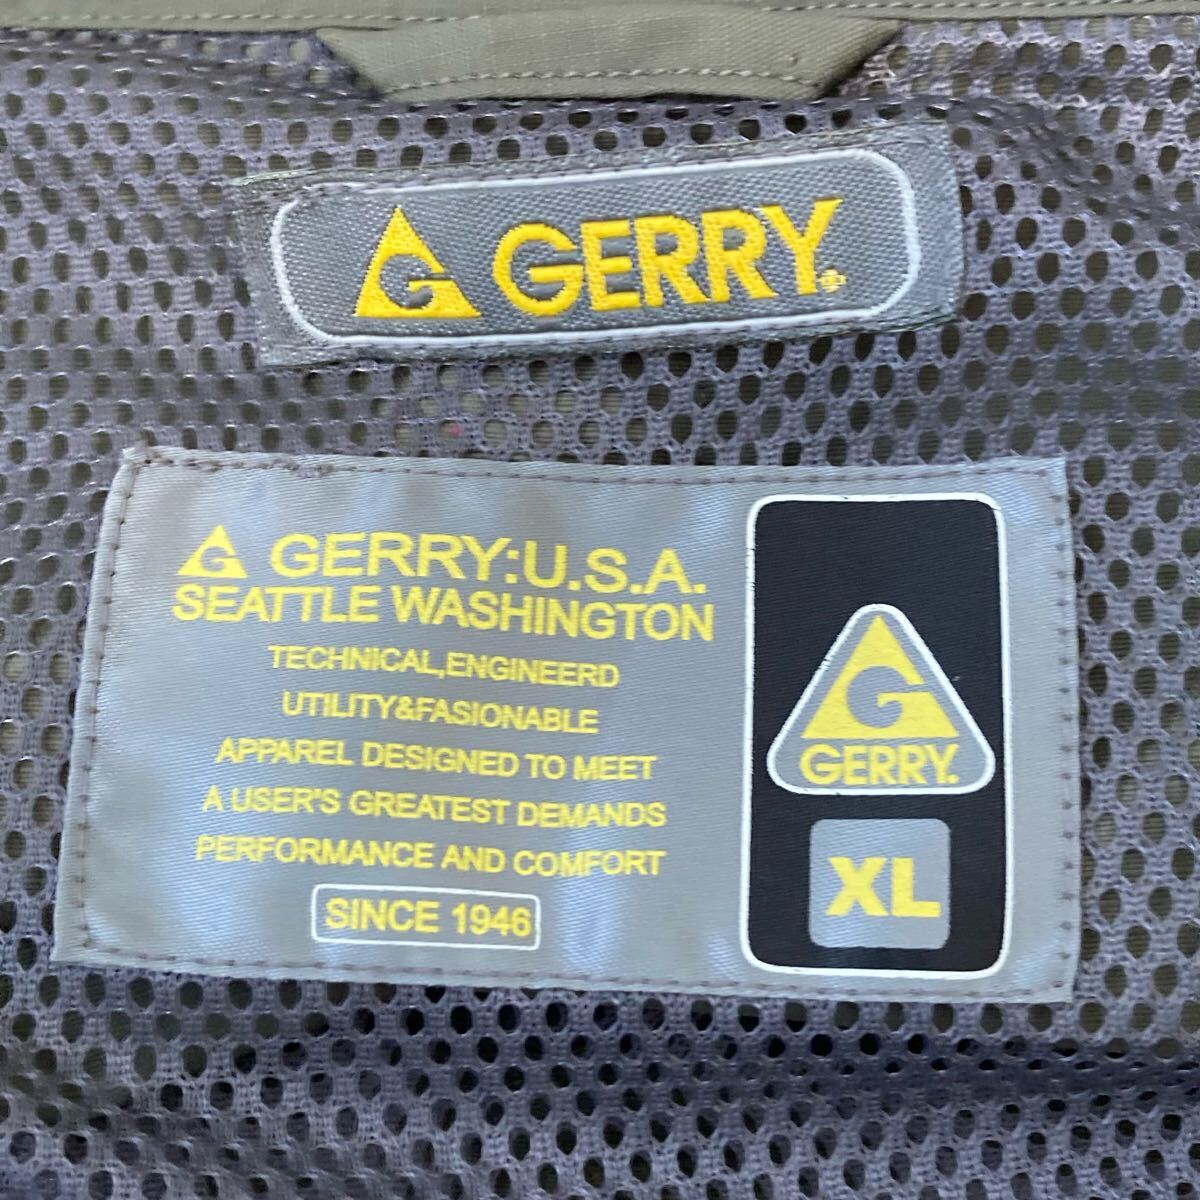 G GERRY®
G GERRY:U.S.A.
SEATTLE WASHINGTON
TECHNICAL,ENGINEERD
UTILITY&FASIONABLE
APPAREL DESIGNED TO MEET
A USER'S GREATEST DEMANDS
PERFORMANCE AND COMFORT
SINCE 1946
G
GERRY.
XL